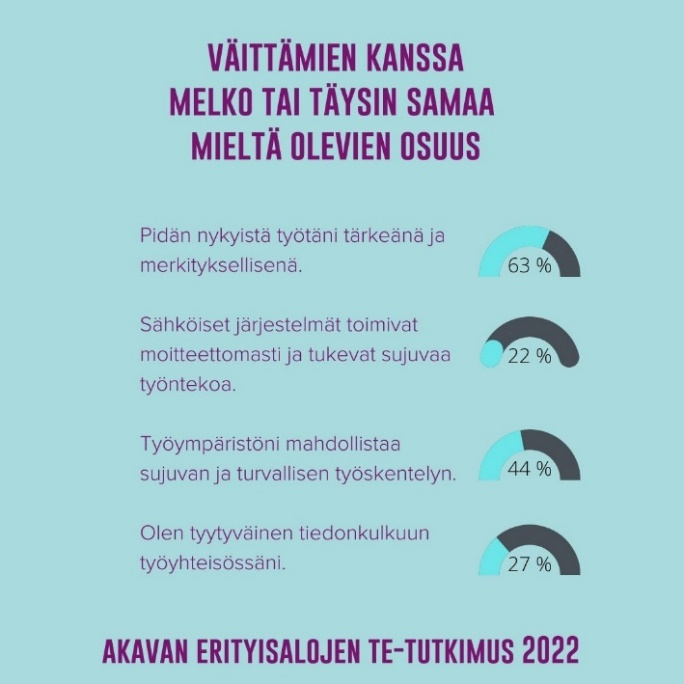 VÄITTÄMIEN KANSSA
MELKO TAI TÄYSIN SAMAA
MIELTÄ OLEVIEN OSUUS
Pidän nykyistä työtäni tärkeänä ja
merkityksellisenä.
63 %
Sähköiset järjestelmät toimivat
moitteettomasti ja tukevat sujuvaa
työntekoa.
22 %
Työympäristöni mahdollistaa
sujuvan ja turvallisen työskentelyn.
44 %
Olen tyytyväinen tiedonkulkuun
työyhteisössäni.
27 %
AKAVAN ERITYISALOJEN TE-TUTKIMUS 2022